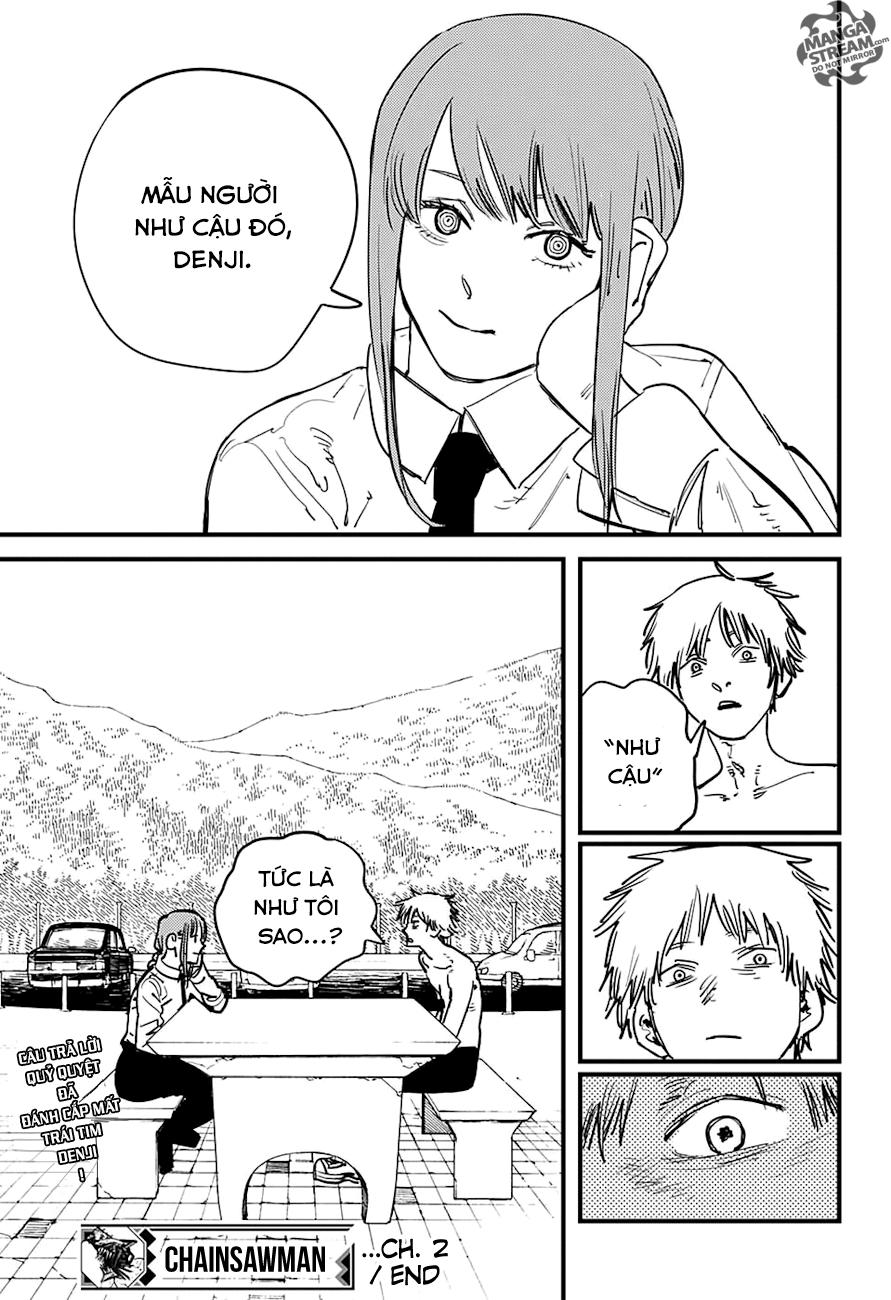 MANGA
STREAM.com
DO NOT MIRROR
MẪU NGƯỜI
NHƯ CẬU ĐÓ,
DENJI.
“NHƯ
CẬU”
TỨC LÀ
NHƯ TÔI
SAO...?
CÂU TRẢ LỜI
QUỶ QUYỆT
ĐÃ
ĐÁNH CẮP MẤT
TRÁI TIM
DENJI
!
CHAINSAWMAN
...CH. 2
/ END